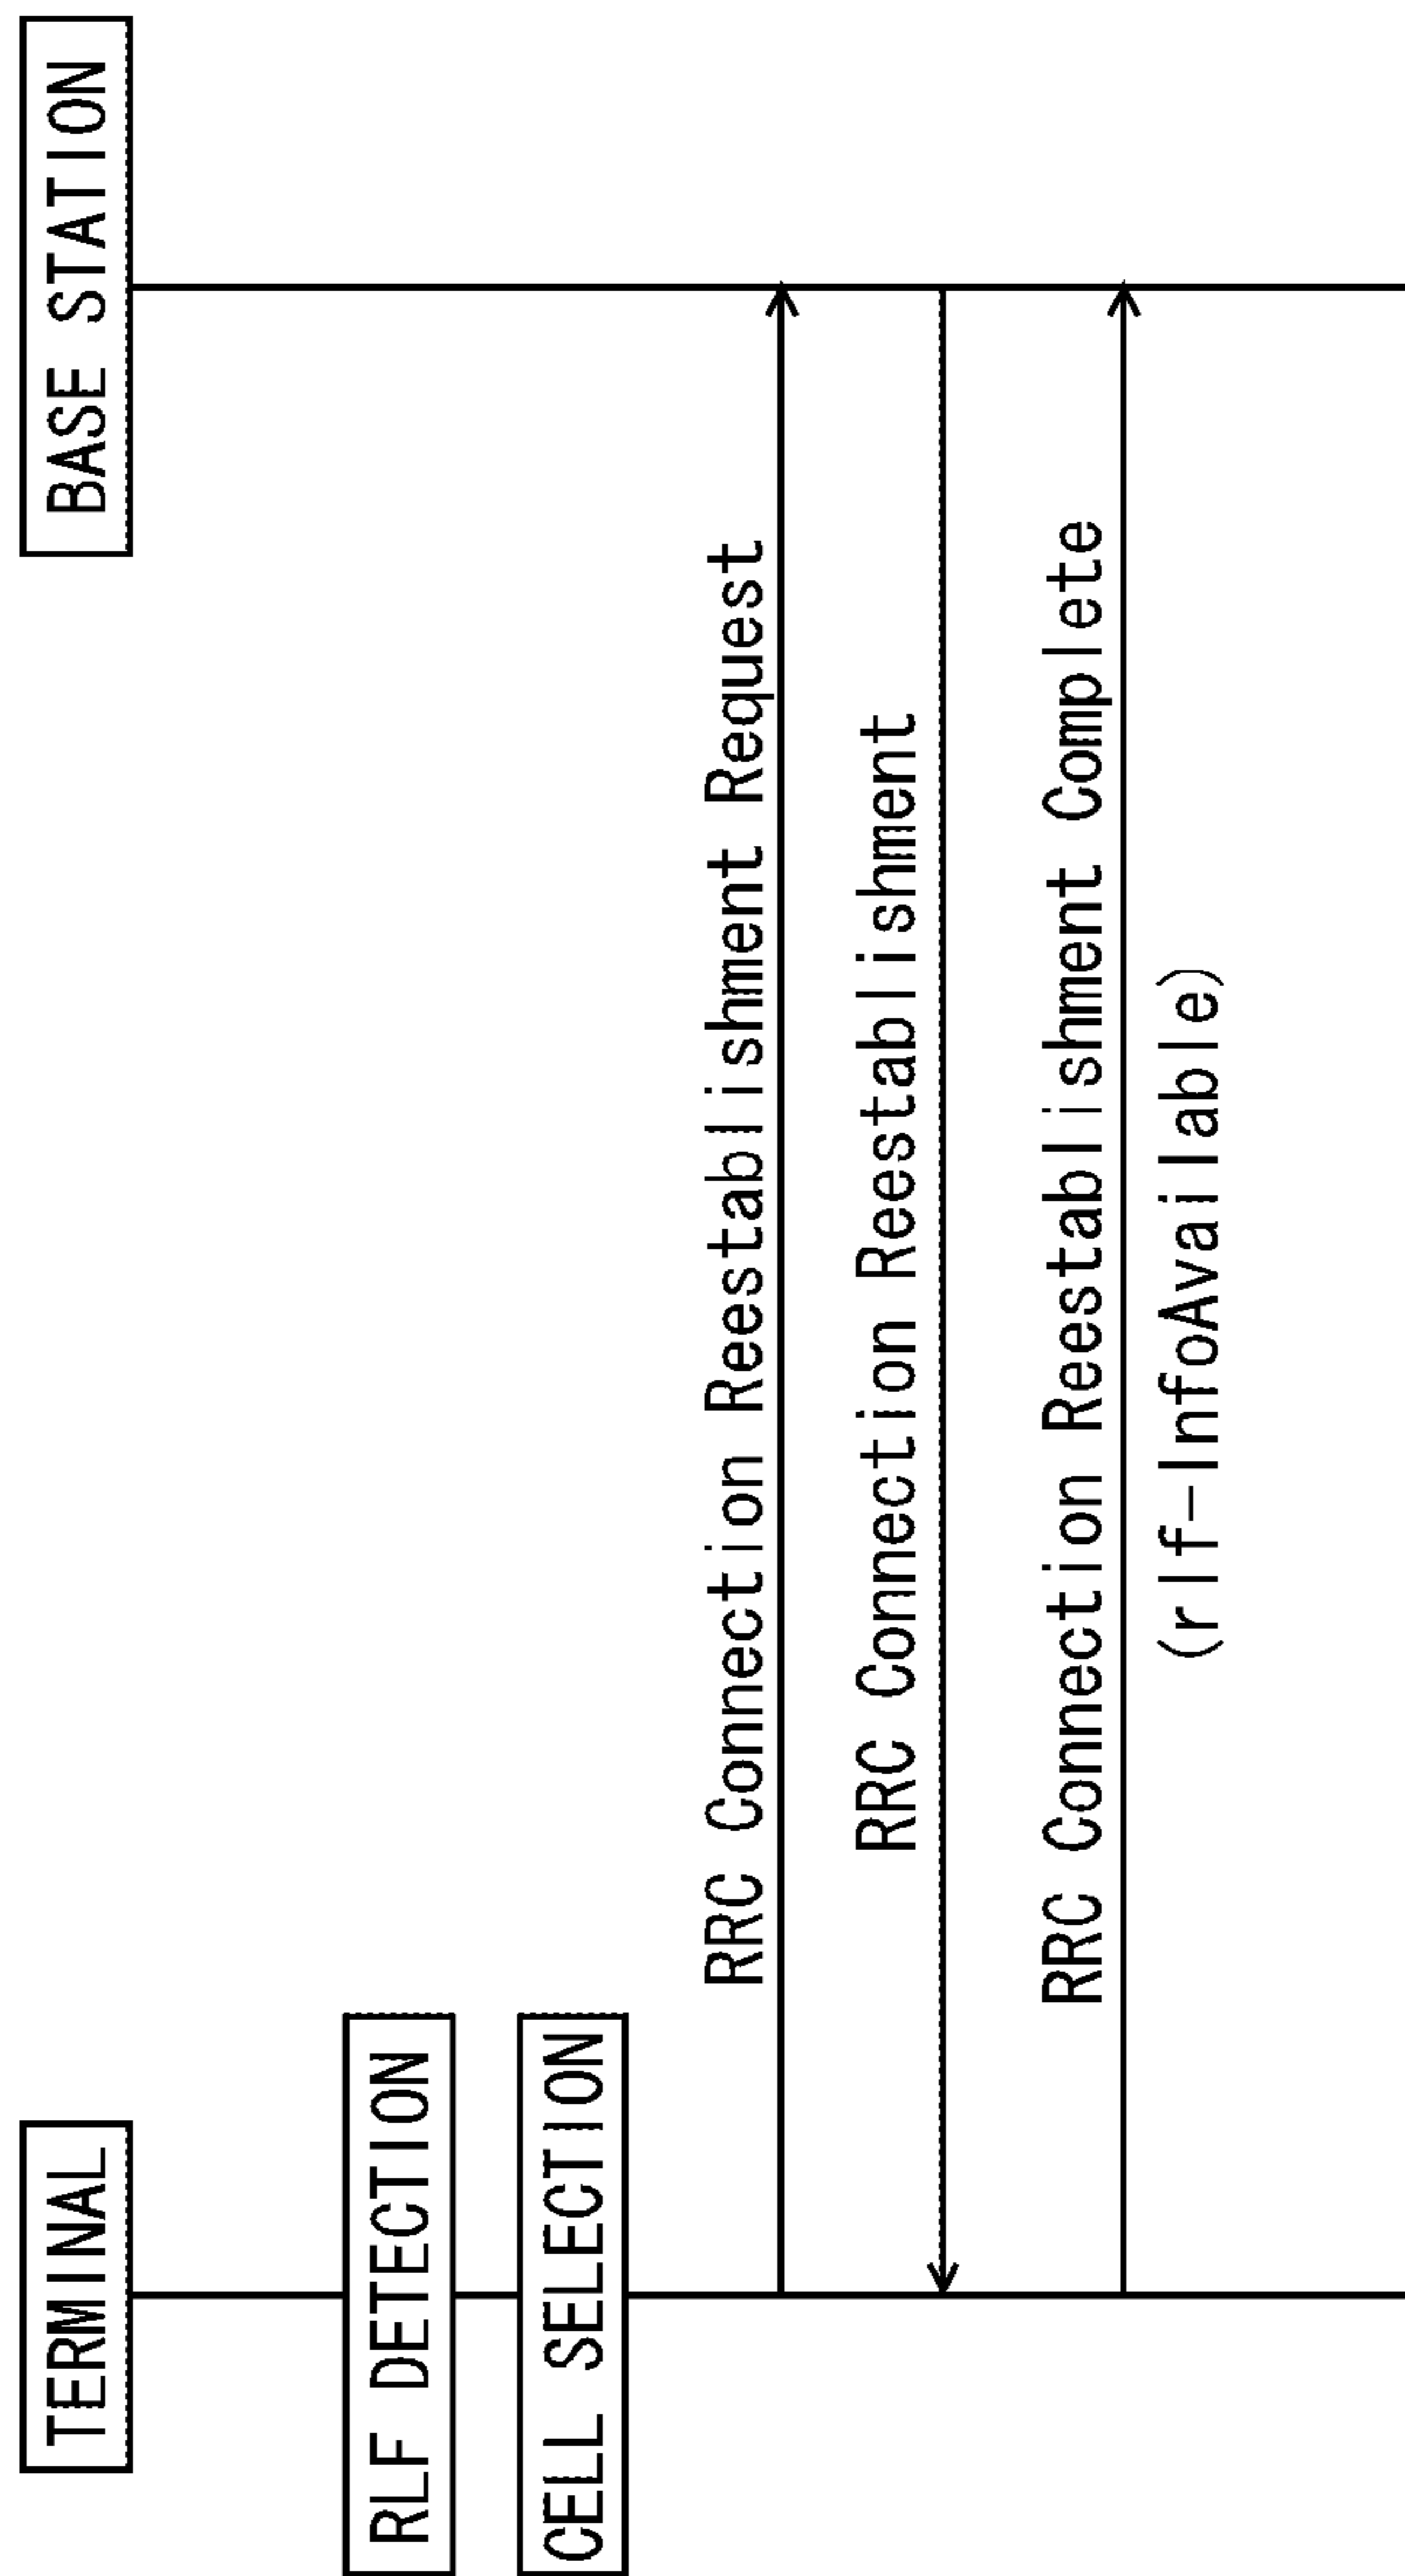 TERMINAL
BASE STATION
RLF DETECTION
CELL SELECTION
RRC Connection Reestablishment Request
RRC Connection Reestablishment
RRC Connection Reestablishment Complete
(rlf-InfoAvailable)